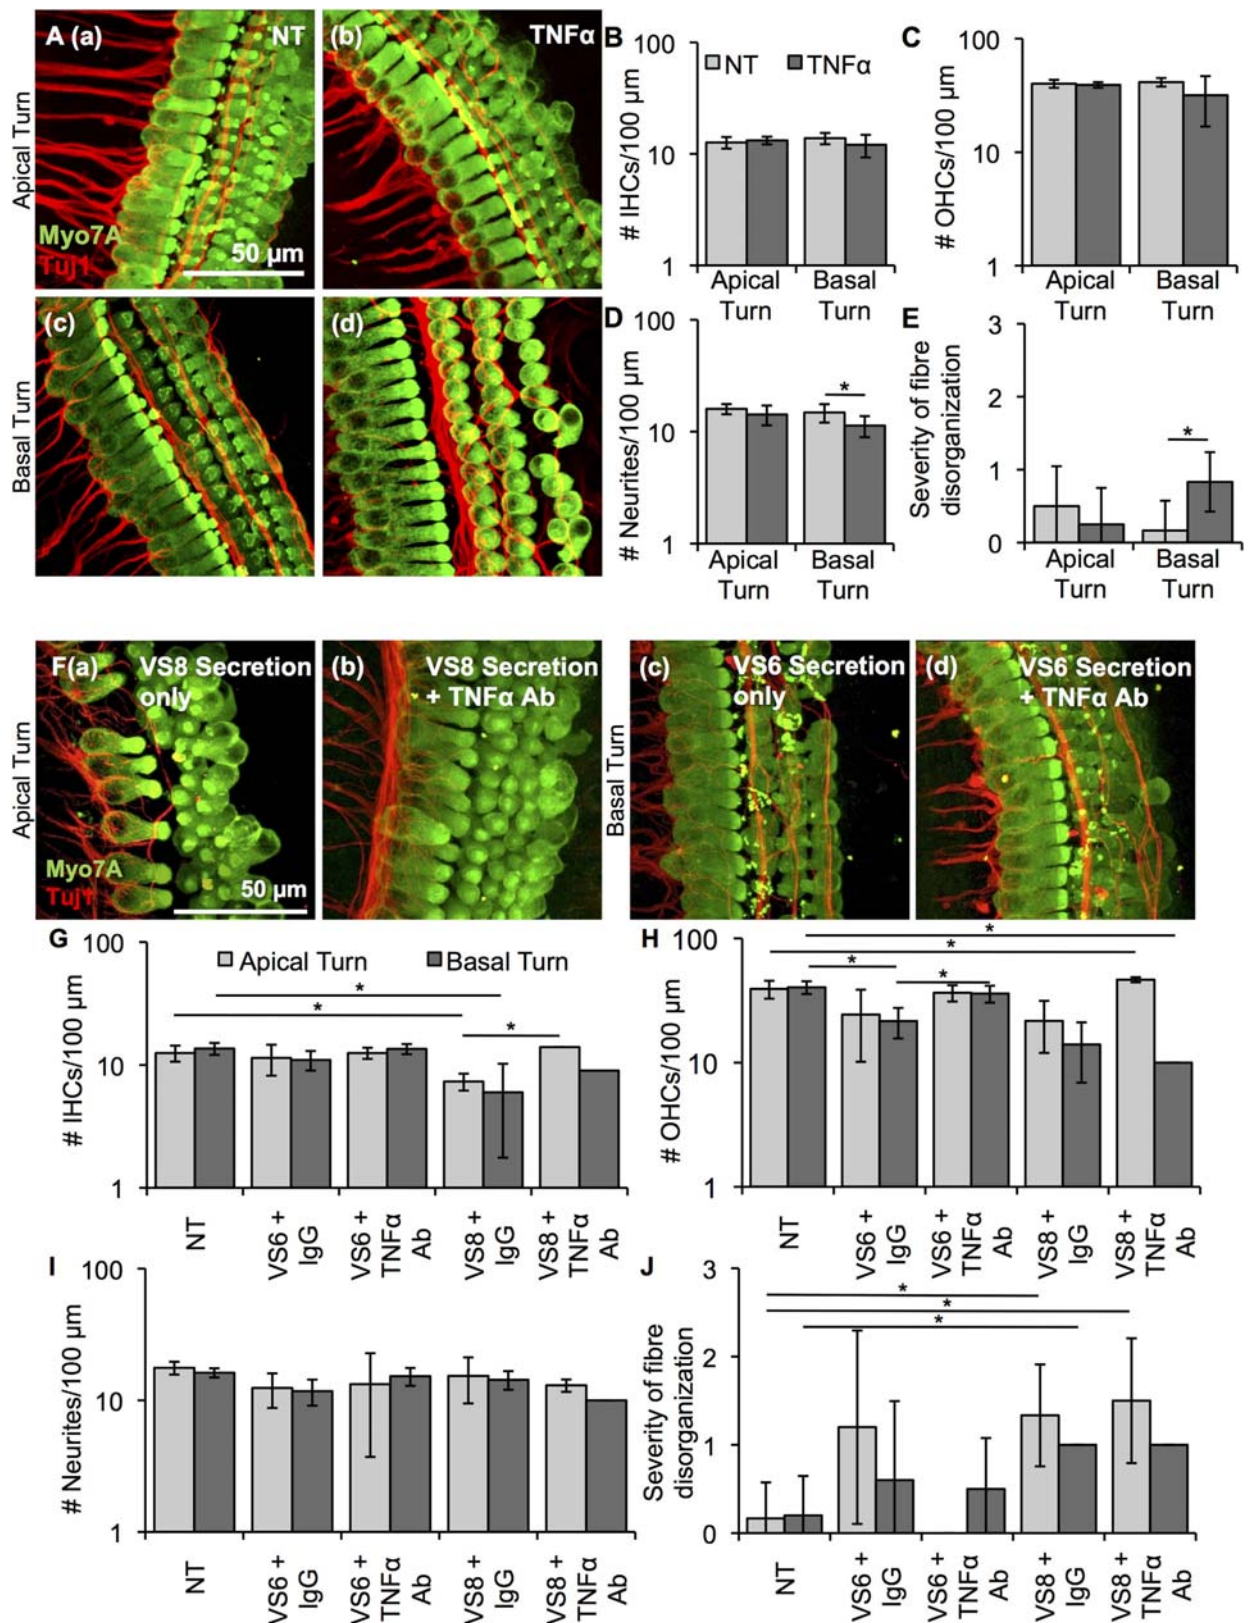 A (a)
NT
(b)
TNFα
Apical Turn
Myo7A
Tuj1
50 µm
(c)
(d)
Basal Turn
B
100
10
1
# IHCs/100 µm
NT
TNFα
Apical Turn
Basal Turn
C
100
10
1
# OHCs/100 µm
Apical Turn
Basal Turn
D
100
10
1
# Neurites/100 µm
*
Apical Turn
Basal Turn
E
3
2
1
0
Severity of fibre
disorganization
*
Apical Turn
Basal Turn
F(a)
VS8 Secretion
only
(b)
VS8 Secretion
+ TNFα Ab
(c)
VS6 Secretion
only
(d)
VS6 Secretion
+ TNFα Ab
Apical Turn
Myo7A
Tuj1
50 µm
Basal Turn
G
100
10
1
# IHCs/100 µm
Apical Turn
Basal Turn
*
*
*
NT
VS6 +
IgG
VS6 +
TNFα
Ab
VS8 +
IgG
VS8 +
TNFα
Ab
H
100
10
1
# OHCs/100 µm
*
*
*
*
NT
VS6 +
IgG
VS6 +
TNFα
Ab
VS8 +
IgG
VS8 +
TNFα
Ab
I
100
10
1
# Neurites/100 µm
NT
VS6 +
IgG
VS6 +
TNFα
Ab
VS8 +
IgG
VS8 +
TNFα
Ab
J
3
2
1
0
Severity of fibre
disorganization
*
*
*
NT
VS6 +
IgG
VS6 +
TNFα
Ab
VS8 +
IgG
VS8 +
TNFα
Ab